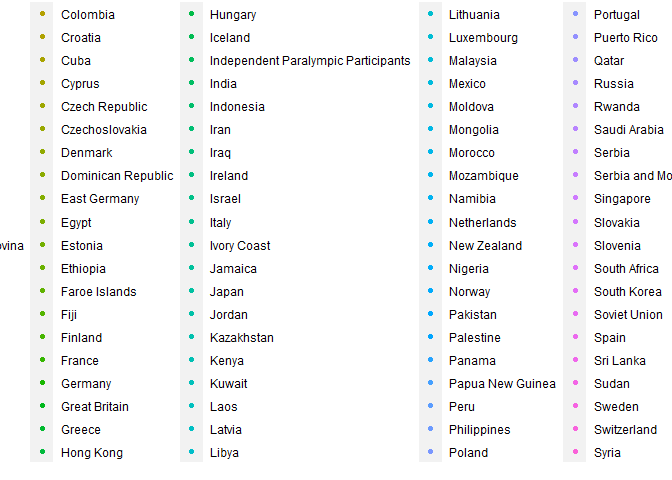 ovina
Colombia
Croatia
Cuba
Cyprus
Czech Republic
Czechoslovakia
Denmark
Dominican Republic
East Germany
Egypt
Estonia
Ethiopia
Faroe Islands
Fiji
Finland
France
Germany
Great Britain
Greece
Hong Kong
Hungary
Iceland
Independent Paralympic Participants
India
Indonesia
Iran
Iraq
Ireland
Israel
Italy
Ivory Coast
Jamaica
Japan
Jordan
Kazakhstan
Kenya
Kuwait
Laos
Latvia
Libya
Lithuania
Luxembourg
Malaysia
Mexico
Moldova
Mongolia
Morocco
Mozambique
Namibia
Netherlands
New Zealand
Nigeria
Norway
Pakistan
Palestine
Panama
Papua New Guinea
Peru
Philippines
Poland
Portugal
Puerto Rico
Qatar
Russia
Rwanda
Saudi Arabia
Serbia
Serbia and Mo
Singapore
Slovakia
Slovenia
South Africa
South Korea
Soviet Union
Spain
Sri Lanka
Sudan
Sweden
Switzerland
Syria